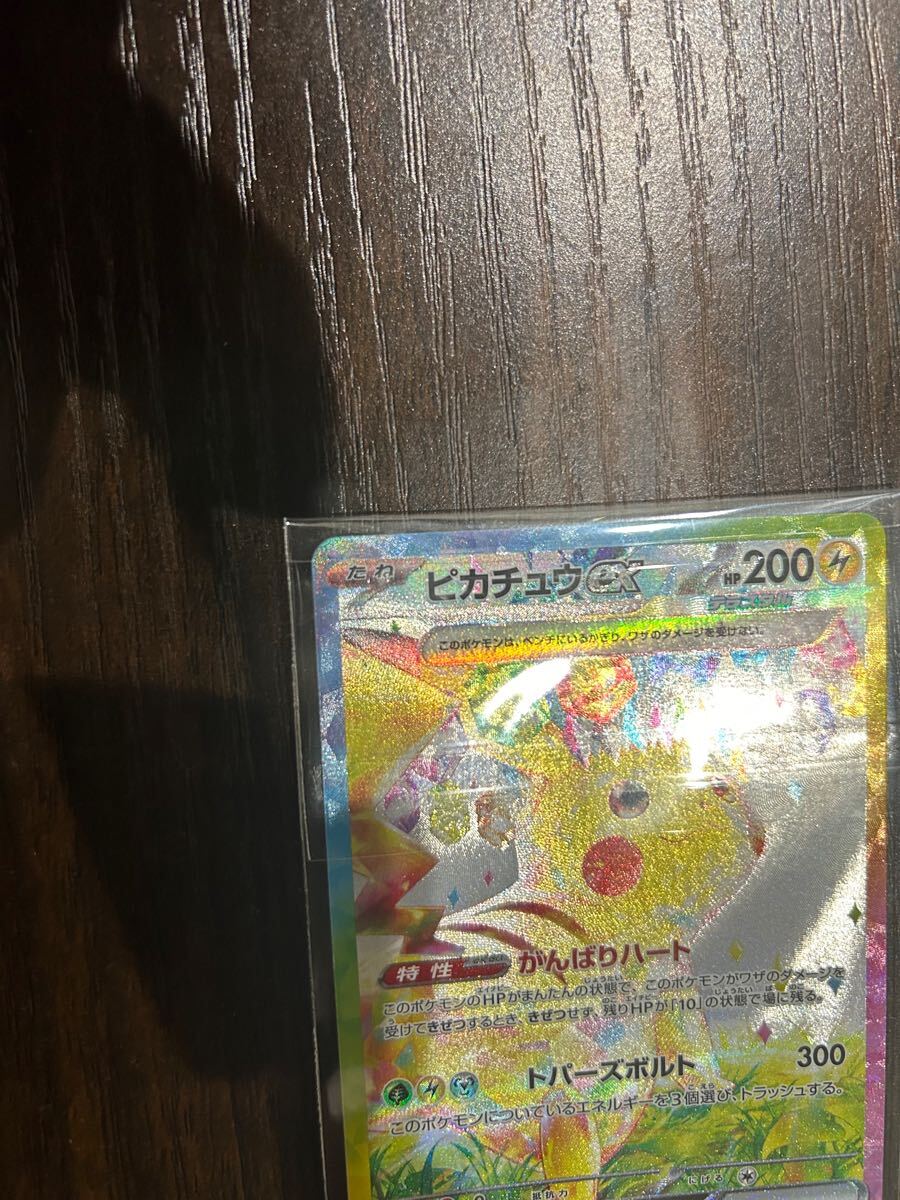 たね
ピカチュウex
HP200
テラスタル
このポケモンは、ベンチにいるかぎり、ワザのダメージを受けない。
特性
がんばりハート
このポケモンのHPがまんたんの状態で、このポケモンがワザのダメージを
受けてきぜつするとき、きぜつせず、残りHPが「10」の状態で場に残る。
トパーズボルト 300
このポケモンについているエネルギーを3個選び、トラッシュする。
抵抗力
にげる